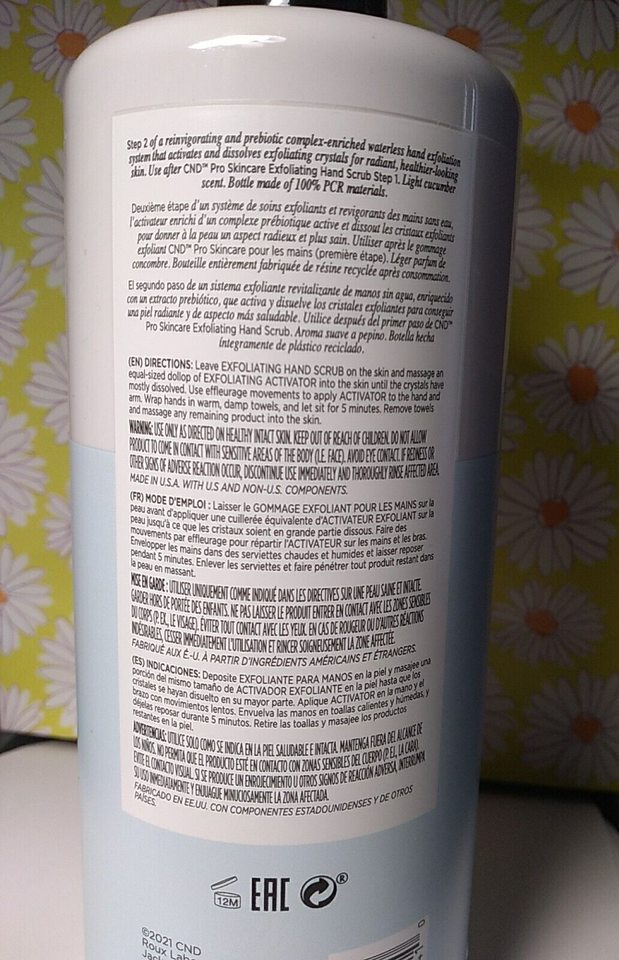 Step 2 of a reinvigorating and prebiotic complex-enriched waterless hand exfoliation
system that activates and dissolves exfoliating crystals for radiant, healthier-looking
skin. Use after CND™ Pro Skincare Exfoliating Hand Scrub Step 1. Light cucumber
scent. Bottle made of 100% PCR materials.
Deuxième étape d'un système de soins exfoliants et revigorants des mains sans eau,
l'activateur enrichi d'un complexe prébiotique active et dissout les cristaux exfoliants
pour donner à la peau un aspect radieux et plus sain. Utiliser après le gommage
exfoliant CND™ Pro Skincare pour les mains (première étape). Léger parfum de
concombre. Bouteille entièrement fabriquée de résine recyclée après consommation.
El segundo paso de un sistema exfoliante revitalizante de manos sin agua, enriquecido
con un extracto prebiótico, que activa y disuelve los cristales exfoliantes para conseguir
una piel radiante y de aspecto más saludable. Utilice después del primer paso de CND™
Pro Skincare Exfoliating Hand Scrub. Aroma suave a pepino. Botella hecha
íntegramente de plástico reciclado.
(EN) DIRECTIONS: Leave EXFOLIATING HAND SCRUB on the skin and massage an
equal-sized dollop of EXFOLIATING ACTIVATOR into the skin until the crystals have
mostly dissolved. Use effleurage movements to apply ACTIVATOR to the hand and
arm. Wrap hands in warm, damp towels, and let sit for 5 minutes. Remove towels
and massage any remaining product into the skin.
WARNING: USE ONLY AS DIRECTED ON HEALTHY INTACT SKIN. KEEP OUT OF REACH OF CHILDREN. DO NOT ALLOW
PRODUCT TO COME IN CONTACT WITH SENSITIVE AREAS OF THE BODY (I.E. FACE). AVOID EYE CONTACT. IF REDNESS OR
OTHER SIGNS OF ADVERSE REACTION OCCUR, DISCONTINUE USE IMMEDIATELY AND THOROUGHLY RINSE AFFECTED AREA.
MADE IN U.S.A. WITH U.S AND NON-U.S. COMPONENTS.
(FR) MODE D'EMPLOI : Laisser le GOMMAGE EXFOLIANT POUR LES MAINS sur la
peau avant d'appliquer une cuillerée équivalente d'ACTIVATEUR EXFOLIANT sur la
peau jusqu'à ce que les cristaux soient en grande partie dissous. Faire des
mouvements par effleurage pour répartir l'ACTIVATEUR sur les mains et les bras.
Envelopper les mains dans des serviettes chaudes et humides et laisser reposer
pendant 5 minutes. Enlever les serviettes et faire pénétrer tout produit restant dans
la peau en massant.
MISE EN GARDE : UTILISER UNIQUEMENT COMME INDIQUÉ DANS LES DIRECTIVES SUR UNE PEAU SAINE ET INTACTE.
GARDER HORS DE PORTÉE DES ENFANTS. NE PAS LAISSER LE PRODUIT ENTRER EN CONTACT AVEC LES ZONES SENSIBLES
DU CORPS (P. EX., LE VISAGE). ÉVITER TOUT CONTACT AVEC LES YEUX. EN CAS DE ROUGEUR OU D'AUTRES RÉACTIONS
INDÉSIRABLES, CESSER IMMÉDIATEMENT L'UTILISATION ET RINCER SOIGNEUSEMENT LA ZONE AFFECTÉE.
FABRIQUÉ AUX É.-U. À PARTIR D'INGRÉDIENTS AMÉRICAINS ET ÉTRANGERS.
(ES) INDICACIONES: Deposite EXFOLIANTE PARA MANOS en la piel y masajee una
porción del mismo tamaño de ACTIVADOR EXFOLIANTE en la piel hasta que los
cristales se hayan disuelto en su mayor parte. Aplique ACTIVATOR en la mano y el
brazo con movimientos lentos. Envuelva las manos en toallas calientes y húmedas, y
déjelas reposar durante 5 minutos. Retire las toallas y masajee los productos
restantes en la piel.
ADVERTENCIAS: UTILICE SOLO COMO SE INDICA EN LA PIEL SALUDABLE E INTACTA. MANTENGA FUERA DEL ALCANCE DE
LOS NIÑOS. NO PERMITA QUE EL PRODUCTO ESTÉ EN CONTACTO CON ZONAS SENSIBLES DEL CUERPO (P. EJ., LA CARA).
EVITE EL CONTACTO VISUAL. SI SE PRODUCE UN ENROJECIMIENTO U OTROS SIGNOS DE REACCIÓN ADVERSA, INTERRUMPA
SU USO INMEDIATAMENTE Y ENJUAGUE MINUCIOSAMENTE LA ZONA AFECTADA.
FABRICADO EN EE.UU. CON COMPONENTES ESTADOUNIDENSES Y DE OTROS
PAÍSES.
12M EAC ®
©2021 CND
Roux Labo
Jack
0